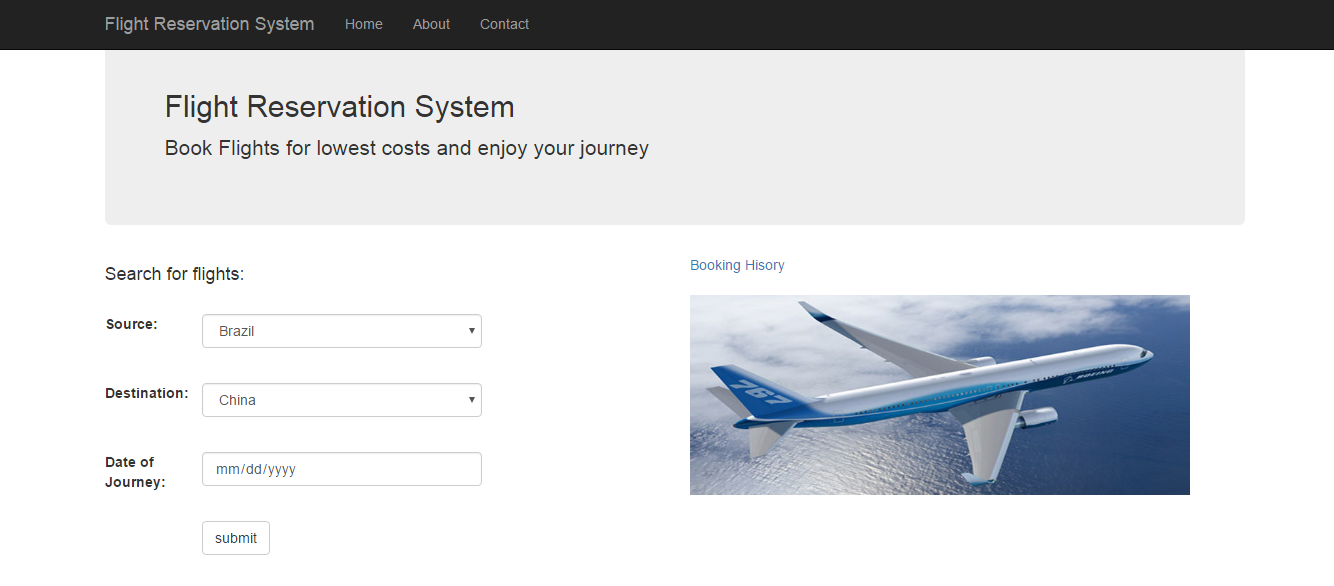 Flight Reservation System Home About Contact
Flight Reservation System
Book Flights for lowest costs and enjoy your journey
Search for flights:
Source: Brazil
Destination: China
Date of
Journey: mm/dd/yyyy
submit
Booking Hisory
767
BOEING